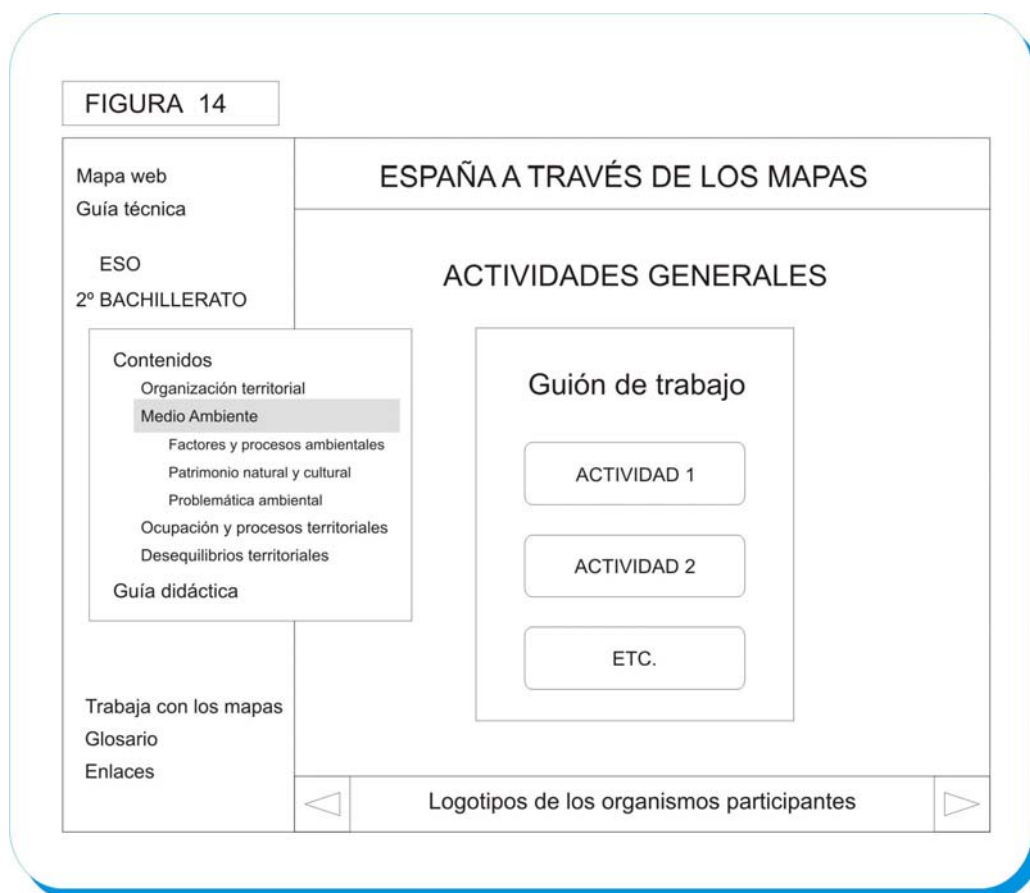 FIGURA 14
Mapa web
Guía técnica
ESO
2º BACHILLERATO
Contenidos
Organización territorial
Medio Ambiente
Factores y procesos ambientales
Patrimonio natural y cultural
Problemática ambiental
Ocupación y procesos territoriales
Desequilibrios territoriales
Guía didáctica
Trabaja con los mapas
Glosario
Enlaces
ESPAÑA A TRAVÉS DE LOS MAPAS
ACTIVIDADES GENERALES
Guión de trabajo
ACTIVIDAD 1
ACTIVIDAD 2
ETC.
Logotipos de los organismos participantes